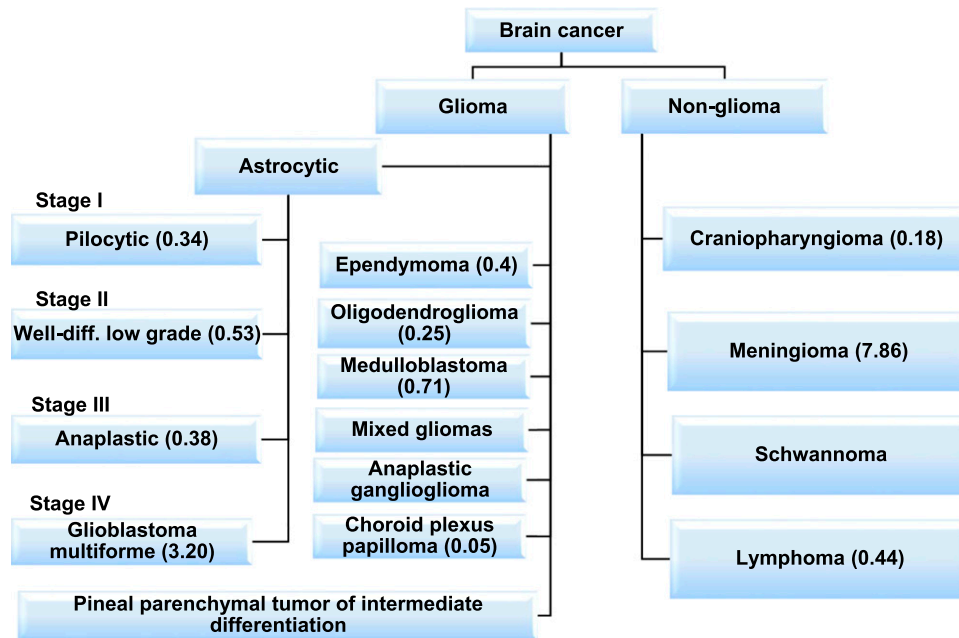 Brain cancer
Glioma
Non-glioma
Astrocytic
Stage I
Pilocytic (0.34)
Stage II
Well-diff. low grade (0.53)
Stage III
Anaplastic (0.38)
Stage IV
Glioblastoma
multiforme (3.20)
Ependymoma (0.4)
Oligodendroglioma
(0.25)
Medulloblastoma
(0.71)
Mixed gliomas
Anaplastic
ganglioglioma
Choroid plexus
papilloma (0.05)
Pineal parenchymal tumor of intermediate
differentiation
Craniopharyngioma (0.18)
Meningioma (7.86)
Schwannoma
Lymphoma (0.44)